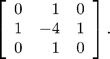 [ 0 1 0
1 −4 1
0 1 0 ] .